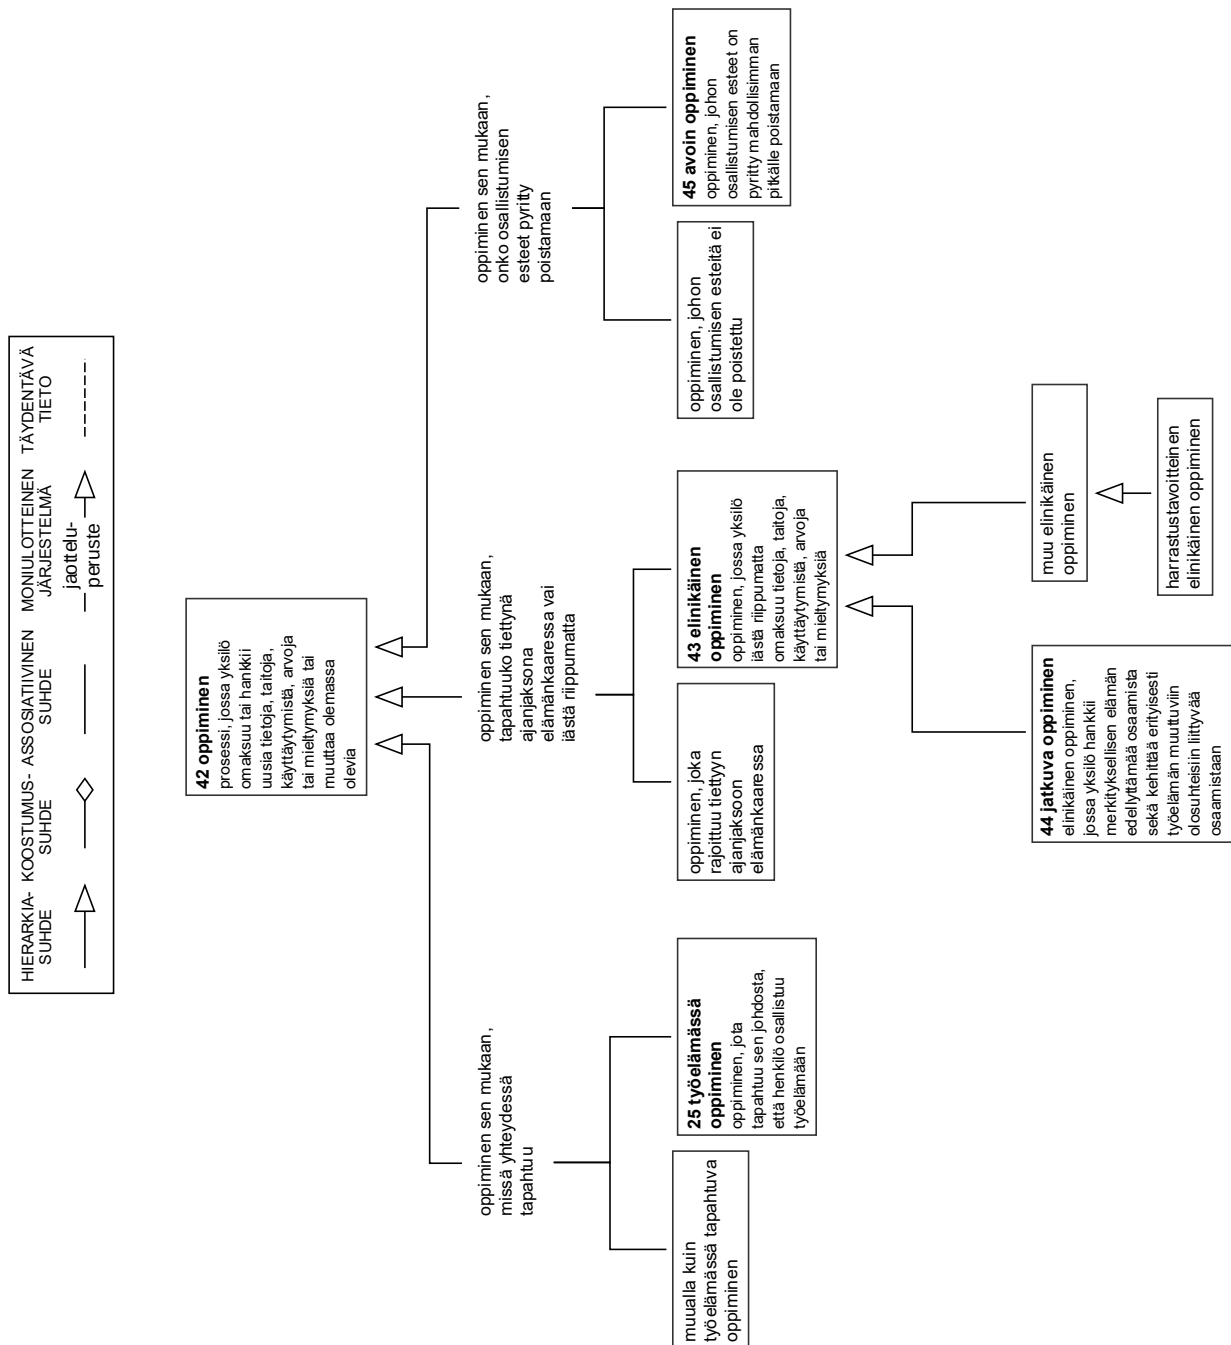 HIERARKIA-
SUHDE
KOOSTUMUS-
SUHDE
ASSOSIATIIVINEN
SUHDE
MONIULOTTEINEN
JÄRJESTELMÄ
jaottelu-
peruste
TÄYDENTÄVÄ
TIETO
42 oppiminen
prosessi, jossa yksilö
omaksuu tai hankkii
uusia tietoja, taitoja,
käyttäytymistä, arvoja
tai mieltymyksiä tai
muuttaa olemassa
olevia
oppiminen sen mukaan,
missä yhteydessä
tapahtuu
oppiminen sen mukaan,
tapahtuuko tiettynä
ajanjaksona
elämänkaaressa vai
iästä riippumatta
oppiminen sen mukaan,
onko osallistumisen
esteet pyritty
poistamaan
muualla kuin
työelämässä tapahtuva
oppiminen
25 työelämässä
oppiminen
oppiminen, jota
tapahtuu sen johdosta,
että henkilö osallistuu
työelämään
oppiminen, joka
rajoittuu tiettyyn
ajanjaksoon
elämänkaaressa
43 elinikäinen
oppiminen
oppiminen, jossa yksilö
iästä riippumatta
omaksuu tietoja, taitoja,
käyttäytymistä, arvoja
tai mieltymyksiä
oppiminen, johon
osallistumisen esteitä ei
ole poistettu
45 avoin oppiminen
oppiminen, johon
osallistumisen esteet on
pyritty mahdollisimman
pitkälle poistamaan
44 jatkuva oppiminen
elinikäinen oppiminen,
jossa yksilö hankkii
merkityksellisen elämän
edellyttämää osaamista
sekä kehittää erityisesti
työelämän muuttuviin
olosuhteisiin liittyvää
osaamistaan
muu elinikäinen
oppiminen
harrastustavoitteinen
elinikäinen oppiminen